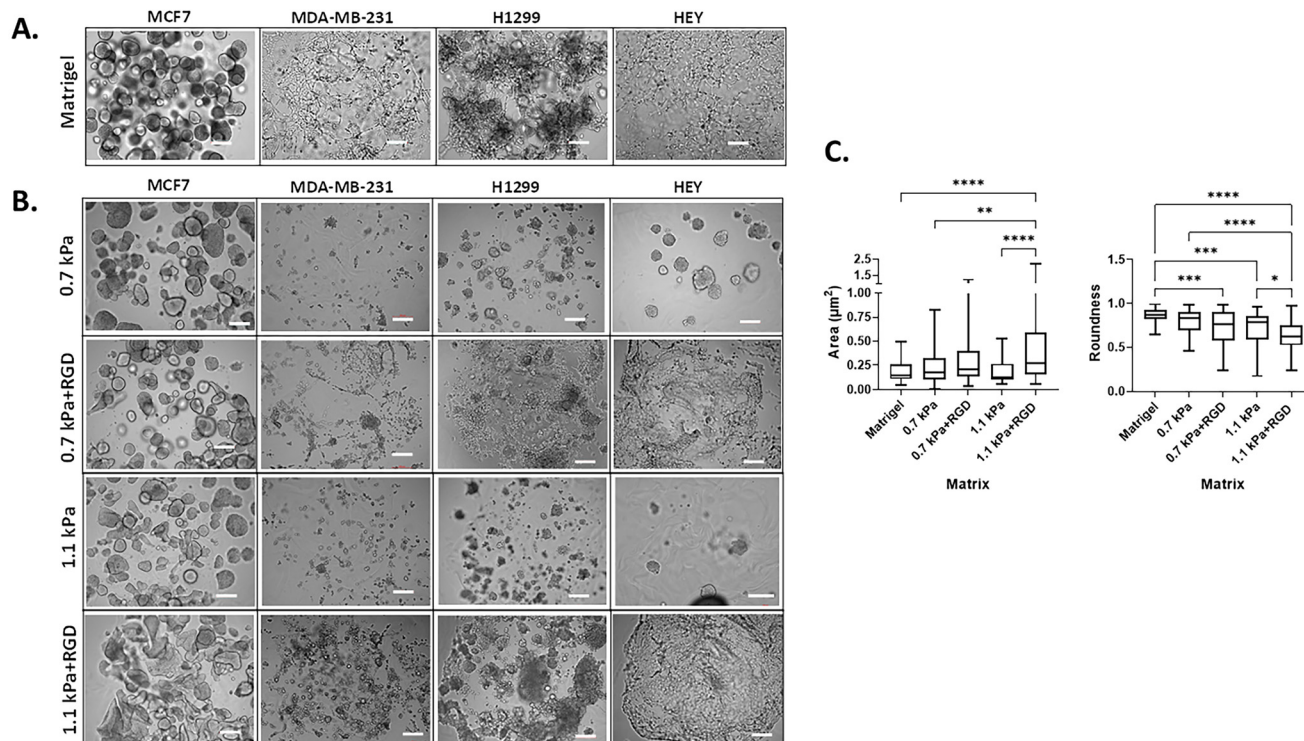 A.
MCF7 MDA-MB-231 H1299 HEY
Matrigel
B.
MCF7 MDA-MB-231 H1299 HEY
0.7 kPa
0.7 kPa+RGD
1.1 kPa
1.1 kPa+RGD
C.
****
**
****
2.5
2.0
1.5
1.0
1.00
0.75
0.50
0.25
0.00
Area (µm²)
Matrigel
0.7 kPa
0.7 kPa+RGD
1.1 kPa
1.1 kPa+RGD
Matrix
****
****
***
***
*
1.5
1.0
0.5
0.0
Roundness
Matrigel
0.7 kPa
0.7 kPa+RGD
1.1 kPa
1.1 kPa+RGD
Matrix